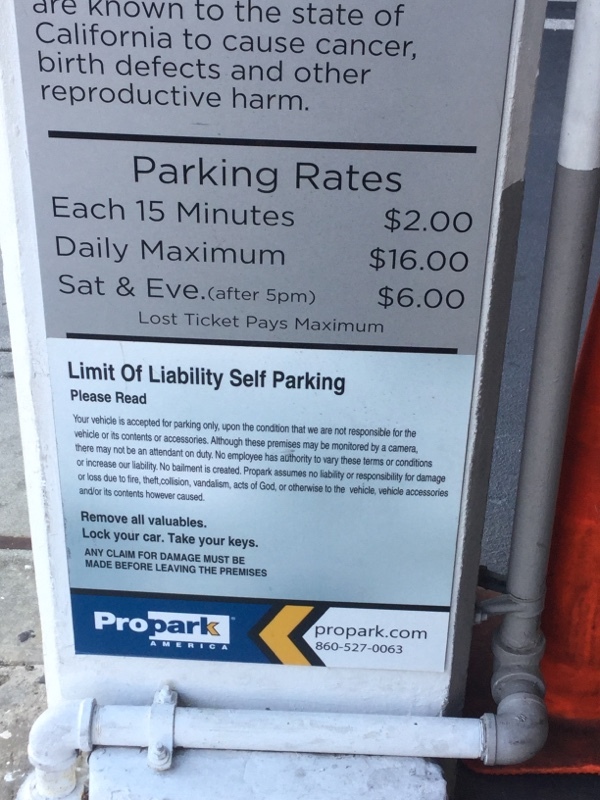 are known to the state of
California to cause cancer,
birth defects and other
reproductive harm.
Parking Rates
Each 15 Minutes $2.00
Daily Maximum $16.00
Sat & Eve.(after 5pm) $6.00
Lost Ticket Pays Maximum
Limit Of Liability Self Parking
Please Read
Your vehicle is accepted for parking only, upon the condition that we are not responsible for the
vehicle or its contents or accessories. Although these premises may be monitored by a camera,
there may not be an attendant on duty. No employee has authority to vary these terms or conditions
or increase our liability. No bailment is created. Propark assumes no liability or responsibility for damage
or loss due to fire, theft,collision, vandalism, acts of God, or otherwise to the vehicle, vehicle accessories
and/or its contents however caused.
Remove all valuables.
Lock your car. Take your keys.
ANY CLAIM FOR DAMAGE MUST BE
MADE BEFORE LEAVING THE PREMISES
Propark
AMERICA
propark.com
860-527-0063